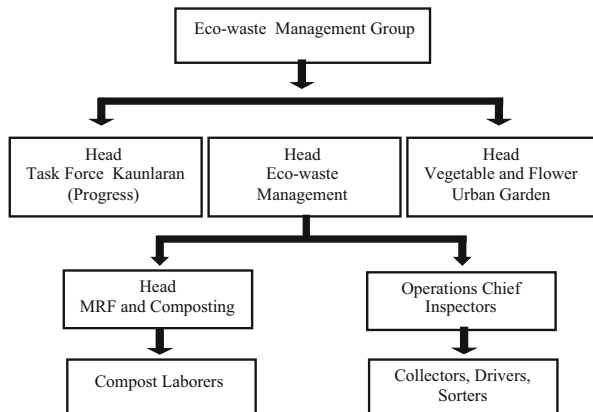 Eco-waste Management Group
Head
Task Force Kaunlaran
(Progress)
Head
Eco-waste
Management
Head
Vegetable and Flower
Urban Garden
Head
MRF and Composting
Operations Chief
Inspectors
Compost Laborers
Collectors, Drivers,
Sorters